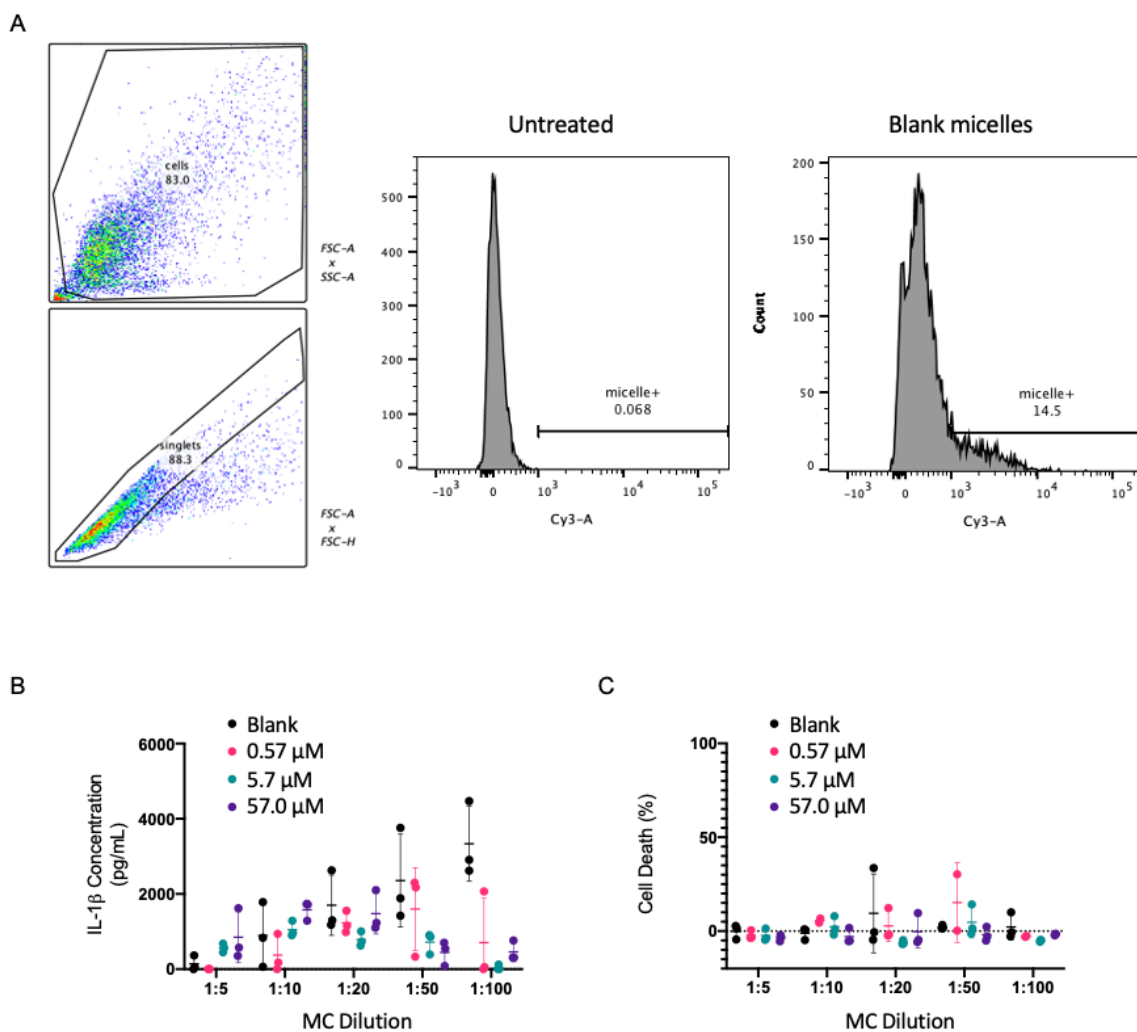 A
cells
83.0
FSC-A
x
SSC-A
singlets
88.3
FSC-A
x
FSC-H
Untreated
500
400
300
200
100
0
micelle+
0.068
-10³ 0 10³ 10⁴ 10⁵
Cy3-A
Blank micelles
Count
200
150
100
50
0
micelle+
14.5
-10³ 0 10³ 10⁴ 10⁵
Cy3-A
B
Blank
0.57 µM
5.7 µM
57.0 µM
IL-1β Concentration
(pg/mL)
6000
4000
2000
0
1:5 1:10 1:20 1:50 1:100
MC Dilution
C
Blank
0.57 µM
5.7 µM
57.0 µM
Cell Death (%)
100
50
0
1:5 1:10 1:20 1:50 1:100
MC Dilution